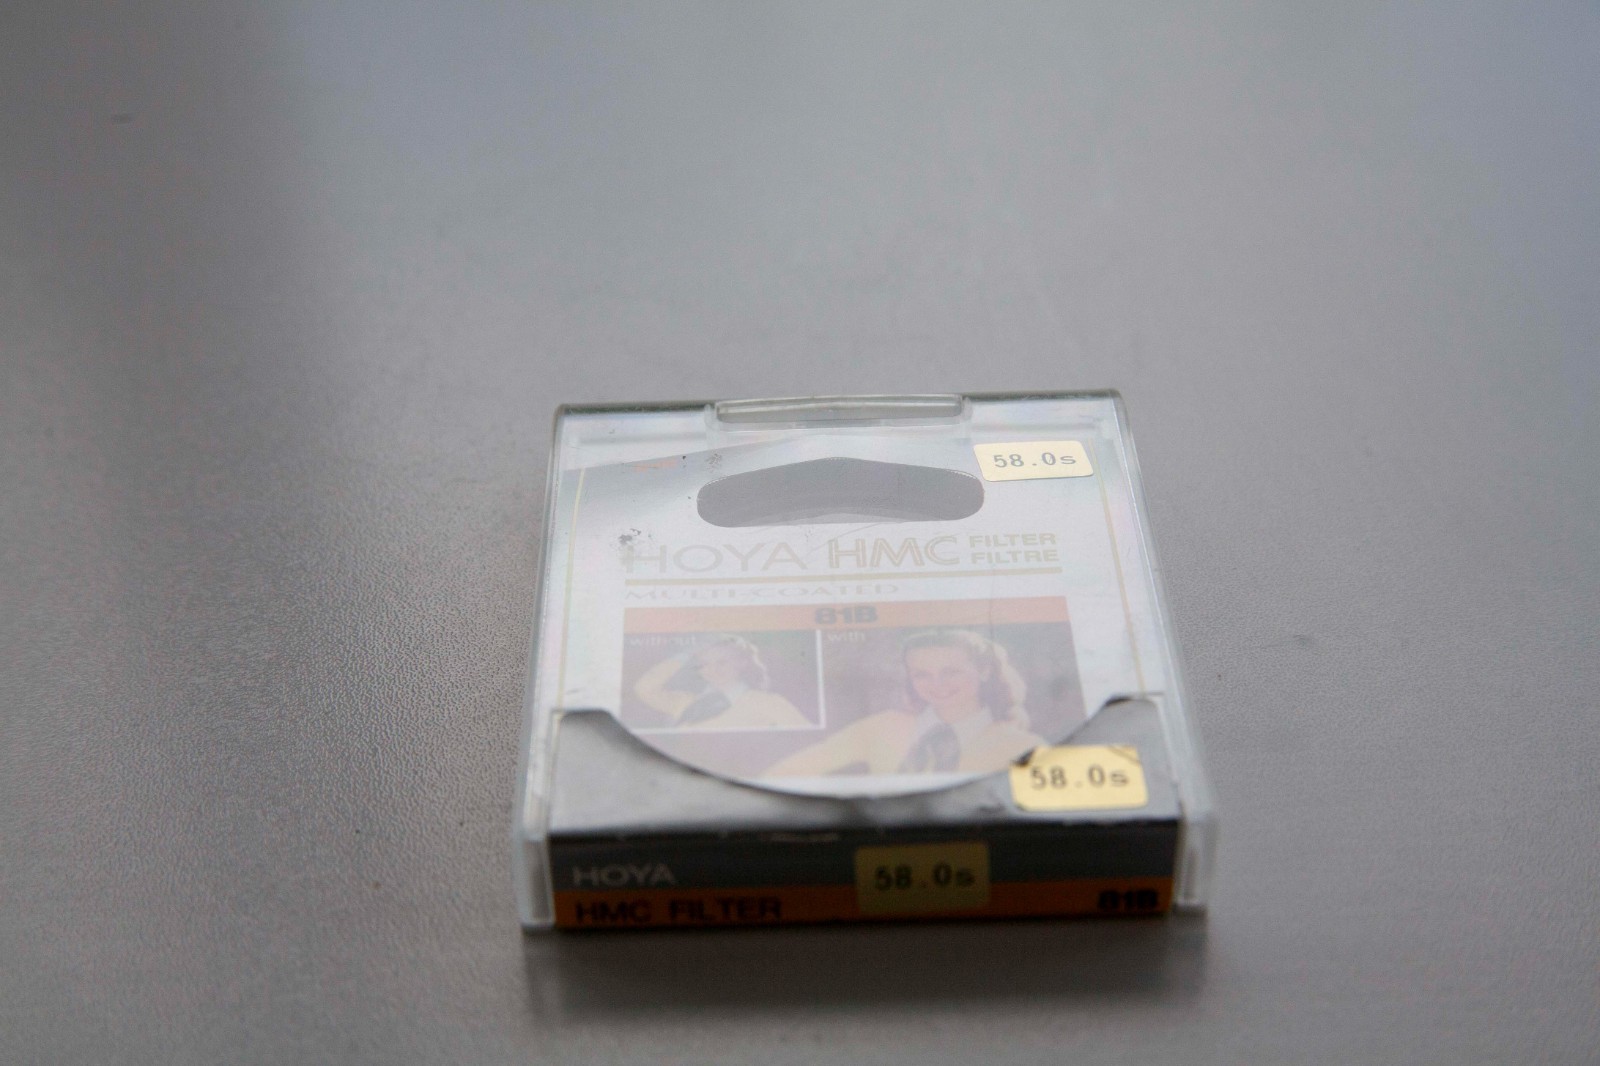 58.0s
HOYA HMC FILTER
FILTRE
MULTI-COATED
81B
without
with
58.0s
HOYA
58.0s
HMC FILTER
81B